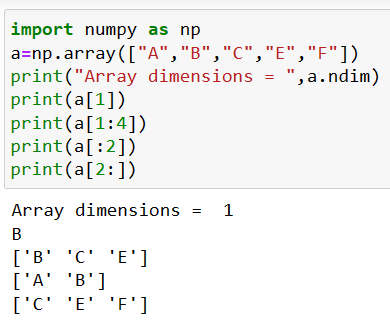 import numpy as np
a=np.array(["A","B","C","E","F"])
print("Array dimensions = ",a.ndim)
print(a[1])
print(a[1:4])
print(a[:2])
print(a[2:])
Array dimensions =  1
B
['B' 'C' 'E']
['A' 'B']
['C' 'E' 'F']